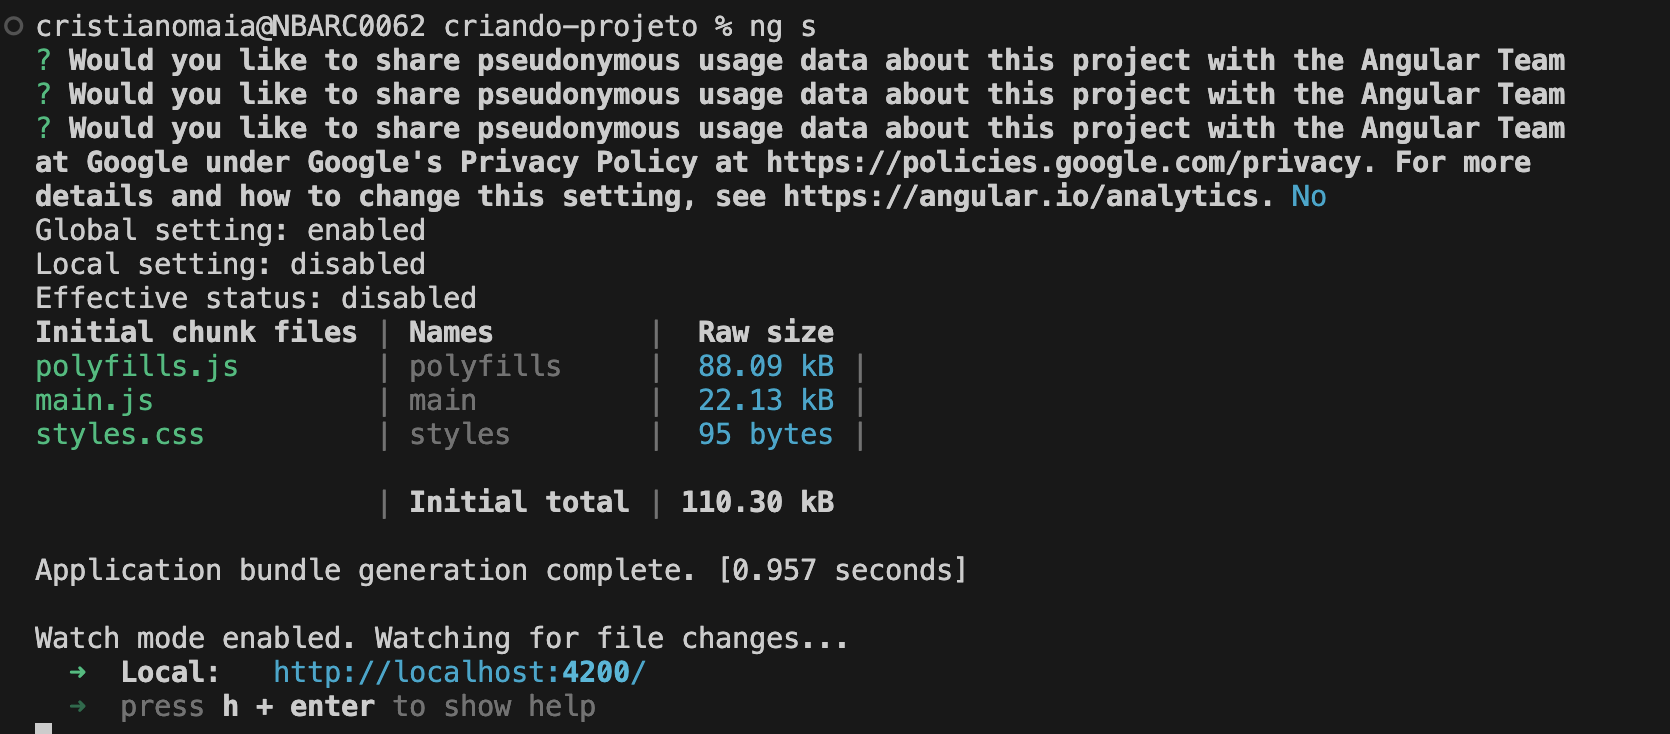 cristianomaia@NBARC0062 criando-projeto % ng s
? Would you like to share pseudonymous usage data about this project with the Angular Team
? Would you like to share pseudonymous usage data about this project with the Angular Team
? Would you like to share pseudonymous usage data about this project with the Angular Team
at Google under Google's Privacy Policy at https://policies.google.com/privacy. For more
details and how to change this setting, see https://angular.io/analytics. No
Global setting: enabled
Local setting: disabled
Effective status: disabled
Initial chunk files | Names | Raw size
polyfills.js | polyfills | 88.09 kB |
main.js | main | 22.13 kB |
styles.css | styles | 95 bytes |
| Initial total | 110.30 kB
Application bundle generation complete. [0.957 seconds]
Watch mode enabled. Watching for file changes...
➜ Local: http://localhost:4200/
➜ press h + enter to show help